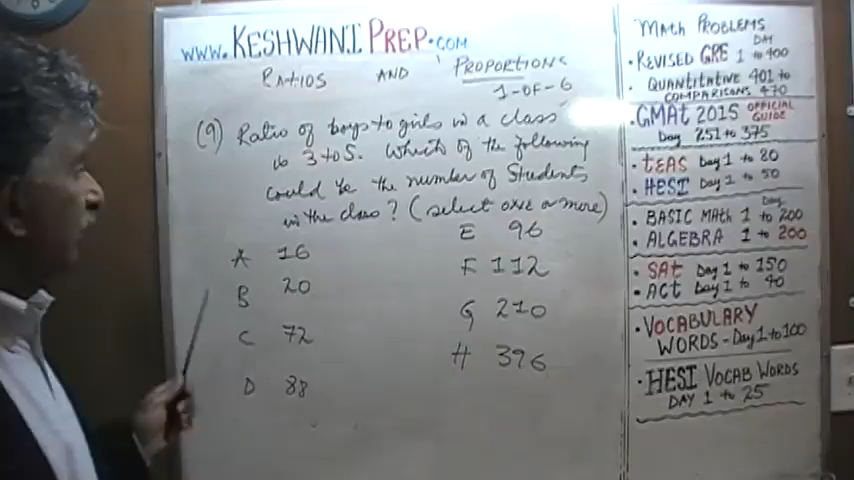 www.KESHWANI PREP.COM
RATIOS AND PROPORTIONS
1-OF-6
(9) Ratio of boys to girls in a class
is 3 to 5. Which of the following
could be the number of Students
in the class? (select one or more)
A 16
B 20
C 72
D 88
E 96
F 112
G 210
H 396
MATH PROBLEMS
DAY
• REVISED GRE 1 to 400
• QUANTITATIVE 401 to
COMPARISONS 470
• GMAT 2015 OFFICIAL GUIDE
Day 251 to 375
• TEAS Day 1 to 80
• HESI Day 1 to 50
Day
• BASIC MATH 1 to 200
• ALGEBRA 1 to 200
• SAT Day 1 to 150
• ACT Day 1 to 40
• VOCABULARY
WORDS - Day 1 to 100
• HESI VOCAB WORDS
DAY 1 to 25